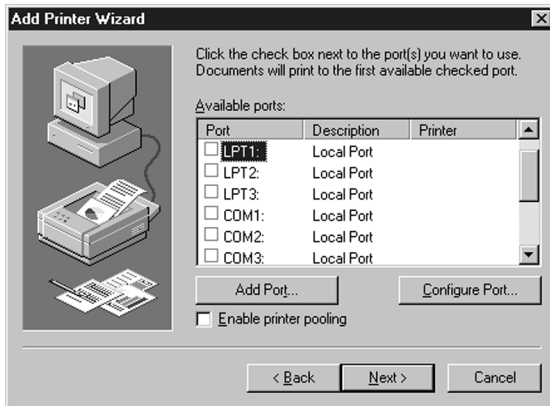 Add Printer Wizard
Click the check box next to the port(s) you want to use.
Documents will print to the first available checked port.
Available ports:
Port Description Printer
LPT1: Local Port
LPT2: Local Port
LPT3: Local Port
COM1: Local Port
COM2: Local Port
COM3: Local Port
Add Port... Configure Port...
Enable printer pooling
< Back Next > Cancel